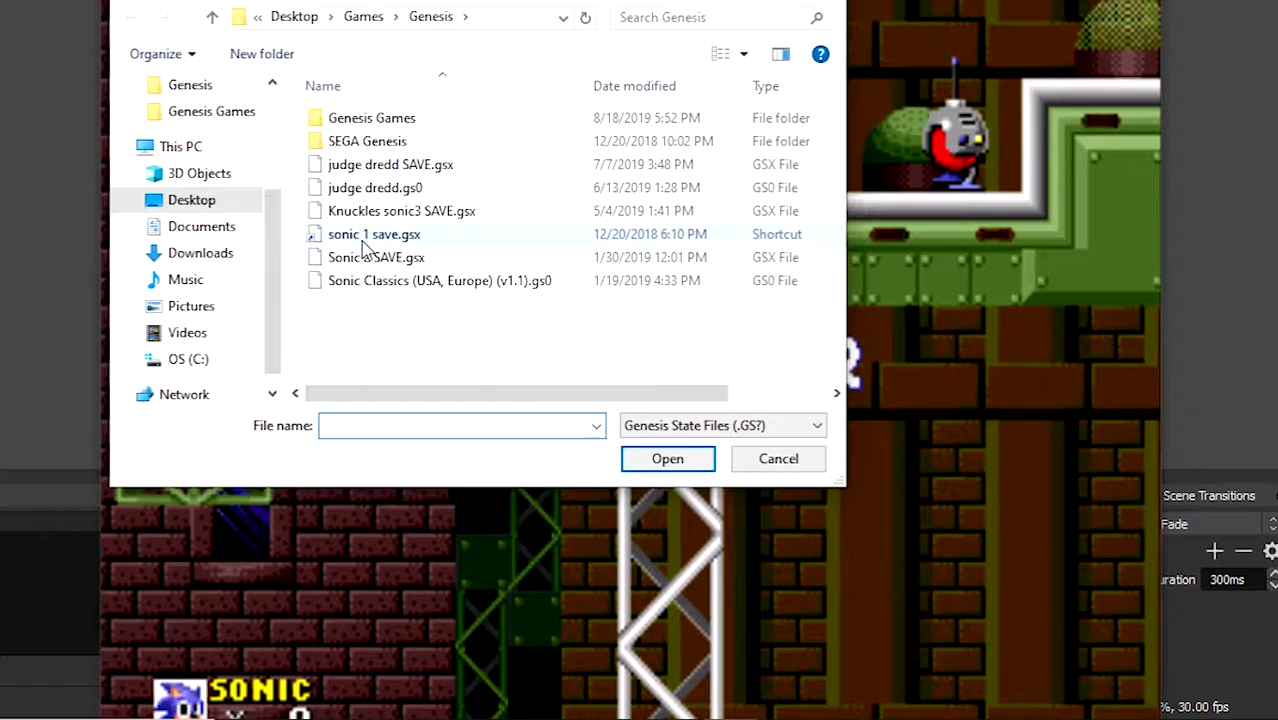 « Desktop > Games > Genesis >
Search Genesis
Organize
New folder
Name
Date modified
Type
Genesis
Genesis Games
This PC
3D Objects
Desktop
Documents
Downloads
Music
Pictures
Videos
OS (C:)
Network
Genesis Games 8/18/2019 5:52 PM File folder
SEGA Genesis 12/20/2018 10:02 PM File folder
judge dredd SAVE.gsx 7/7/2019 3:48 PM GSX File
judge dredd.gs0 6/13/2019 1:28 PM GS0 File
Knuckles sonic3 SAVE.gsx 5/4/2019 1:41 PM GSX File
sonic 1 save.gsx 12/20/2018 6:10 PM Shortcut
Sonic SAVE.gsx 1/30/2019 12:01 PM GSX File
Sonic Classics (USA, Europe) (v1.1).gs0 1/19/2019 4:33 PM GS0 File
File name:
Genesis State Files (.GS?)
Open
Cancel
R
Scene Transitions
Fade
uration 300ms
SONIC
%, 30.00 fps